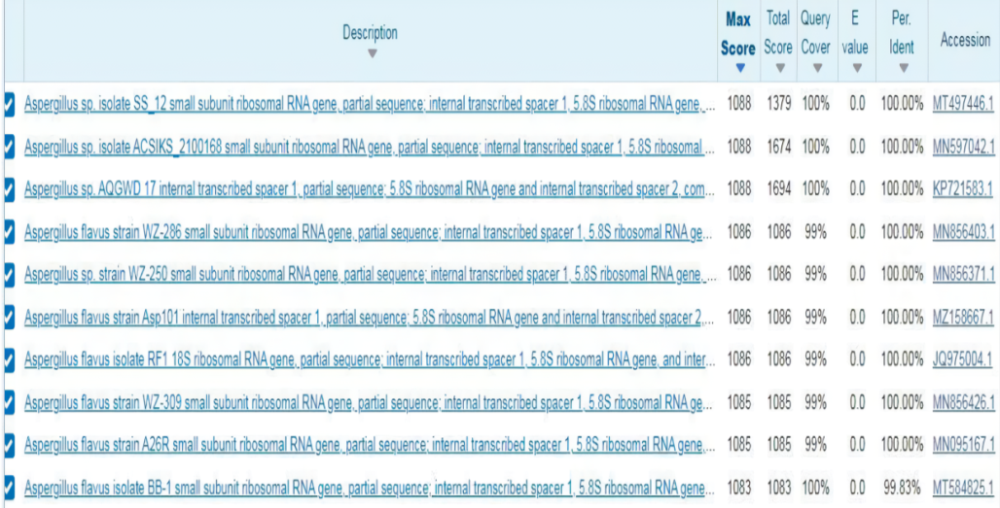 Description Max Score Total Score Query Cover E value Per. Ident Accession
Aspergillus sp. isolate SS_12 small subunit ribosomal RNA gene, partial sequence; internal transcribed spacer 1, 5.8S ribosomal RNA gene, ... 1088 1379 100% 0.0 100.00% MT497446.1
Aspergillus sp. isolate ACSIKS_2100168 small subunit ribosomal RNA gene, partial sequence; internal transcribed spacer 1, 5.8S ribosomal ... 1088 1674 100% 0.0 100.00% MN597042.1
Aspergillus sp. AQGWD 17 internal transcribed spacer 1, partial sequence; 5.8S ribosomal RNA gene and internal transcribed spacer 2, com... 1088 1694 100% 0.0 100.00% KP721583.1
Aspergillus flavus strain WZ-286 small subunit ribosomal RNA gene, partial sequence; internal transcribed spacer 1, 5.8S ribosomal RNA ge... 1086 1086 99% 0.0 100.00% MN856403.1
Aspergillus sp. strain WZ-250 small subunit ribosomal RNA gene, partial sequence; internal transcribed spacer 1, 5.8S ribosomal RNA gene, ... 1086 1086 99% 0.0 100.00% MN856371.1
Aspergillus flavus strain Asp101 internal transcribed spacer 1, partial sequence; 5.8S ribosomal RNA gene and internal transcribed spacer 2,... 1086 1086 99% 0.0 100.00% MZ158667.1
Aspergillus flavus isolate RF1 18S ribosomal RNA gene, partial sequence; internal transcribed spacer 1, 5.8S ribosomal RNA gene, and inter... 1086 1086 99% 0.0 100.00% JQ975004.1
Aspergillus flavus strain WZ-309 small subunit ribosomal RNA gene, partial sequence; internal transcribed spacer 1, 5.8S ribosomal RNA ge... 1085 1085 99% 0.0 100.00% MN856426.1
Aspergillus flavus strain A26R small subunit ribosomal RNA gene, partial sequence; internal transcribed spacer 1, 5.8S ribosomal RNA gene,... 1085 1085 99% 0.0 100.00% MN095167.1
Aspergillus flavus isolate BB-1 small subunit ribosomal RNA gene, partial sequence; internal transcribed spacer 1, 5.8S ribosomal RNA gene... 1083 1083 100% 0.0 99.83% MT584825.1